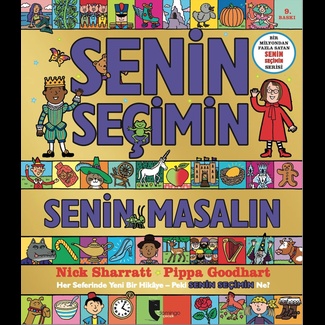 SENİN
SEÇİMİN
9. BASKI
BİR
MİLYONDAN
FAZLA SATAN
SENİN
SEÇİMİN
SERİSİ
SENİN MASALIN
Nick Sharratt · Pippa Goodhart
Her Seferinde Yeni Bir Hikâye – Peki SENİN SEÇİMİN Ne?